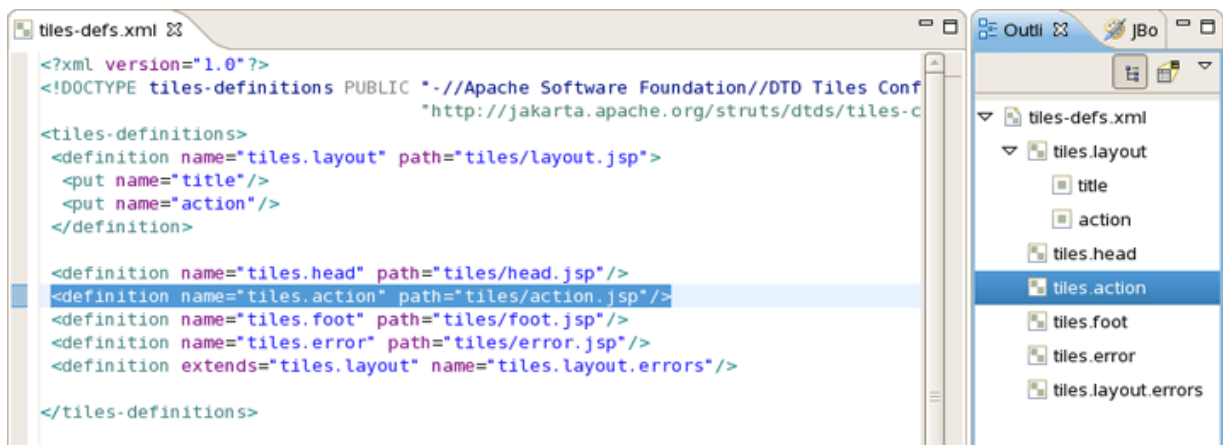 tiles-defs.xml
<?xml version="1.0"?>
<!DOCTYPE tiles-definitions PUBLIC "-//Apache Software Foundation//DTD Tiles Conf
"http://jakarta.apache.org/struts/dtds/tiles-c
<tiles-definitions>
<definition name="tiles.layout" path="tiles/layout.jsp">
<put name="title"/>
<put name="action"/>
</definition>
<definition name="tiles.head" path="tiles/head.jsp"/>
<definition name="tiles.action" path="tiles/action.jsp"/>
<definition name="tiles.foot" path="tiles/foot.jsp"/>
<definition name="tiles.error" path="tiles/error.jsp"/>
<definition extends="tiles.layout" name="tiles.layout.errors"/>
</tiles-definitions>
Outli JBo
tiles-defs.xml
tiles.layout
title
action
tiles.head
tiles.action
tiles.foot
tiles.error
tiles.layout.errors